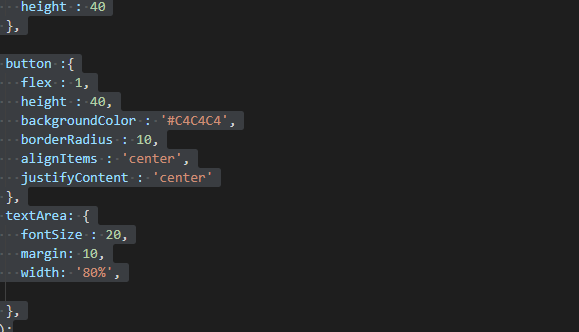 height : 40
},
button :{
flex : 1,
height : 40,
backgroundColor : '#C4C4C4',
borderRadius : 10,
alignItems : 'center',
justifyContent : 'center'
},
textArea: {
fontSize : 20,
margin: 10,
width: '80%',
},
);